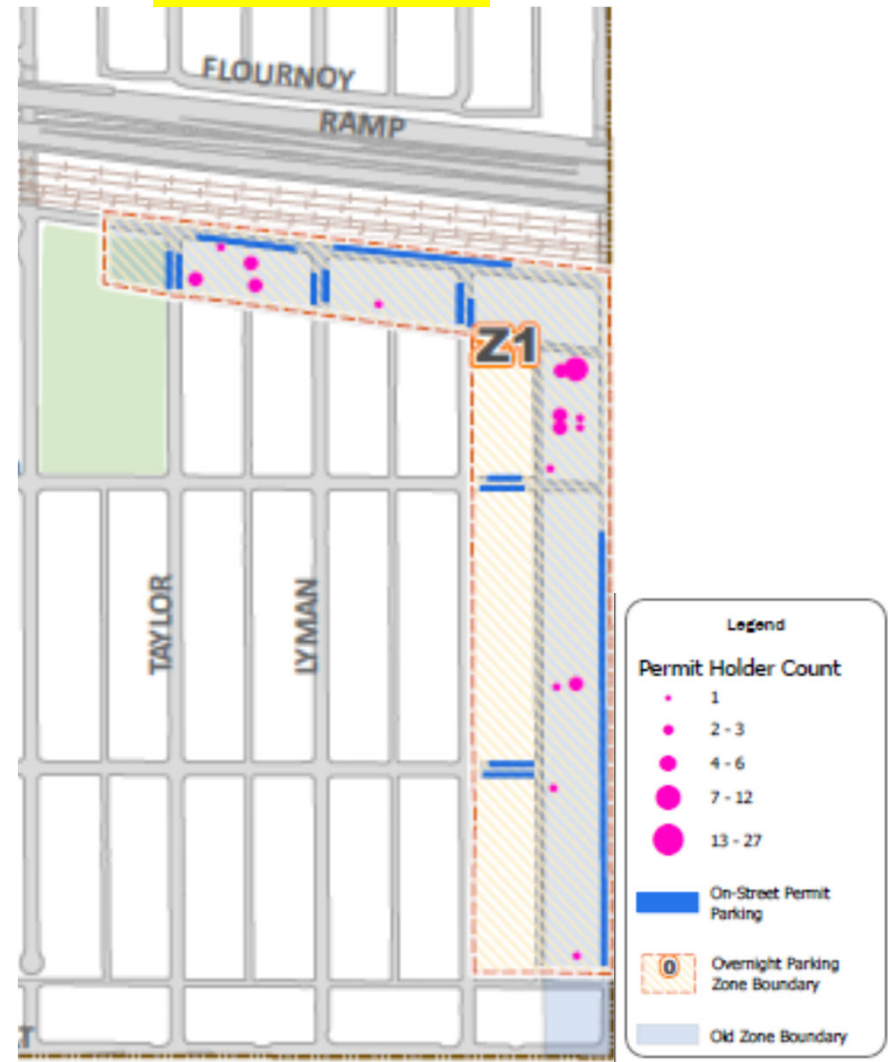 FLOURNOY
RAMP
Z1
TAYLOR
LYMAN
T
Legend
Permit Holder Count
1
2 - 3
4 - 6
7 - 12
13 - 27
On-Street Permit
Parking
0
Overnight Parking
Zone Boundary
Old Zone Boundary